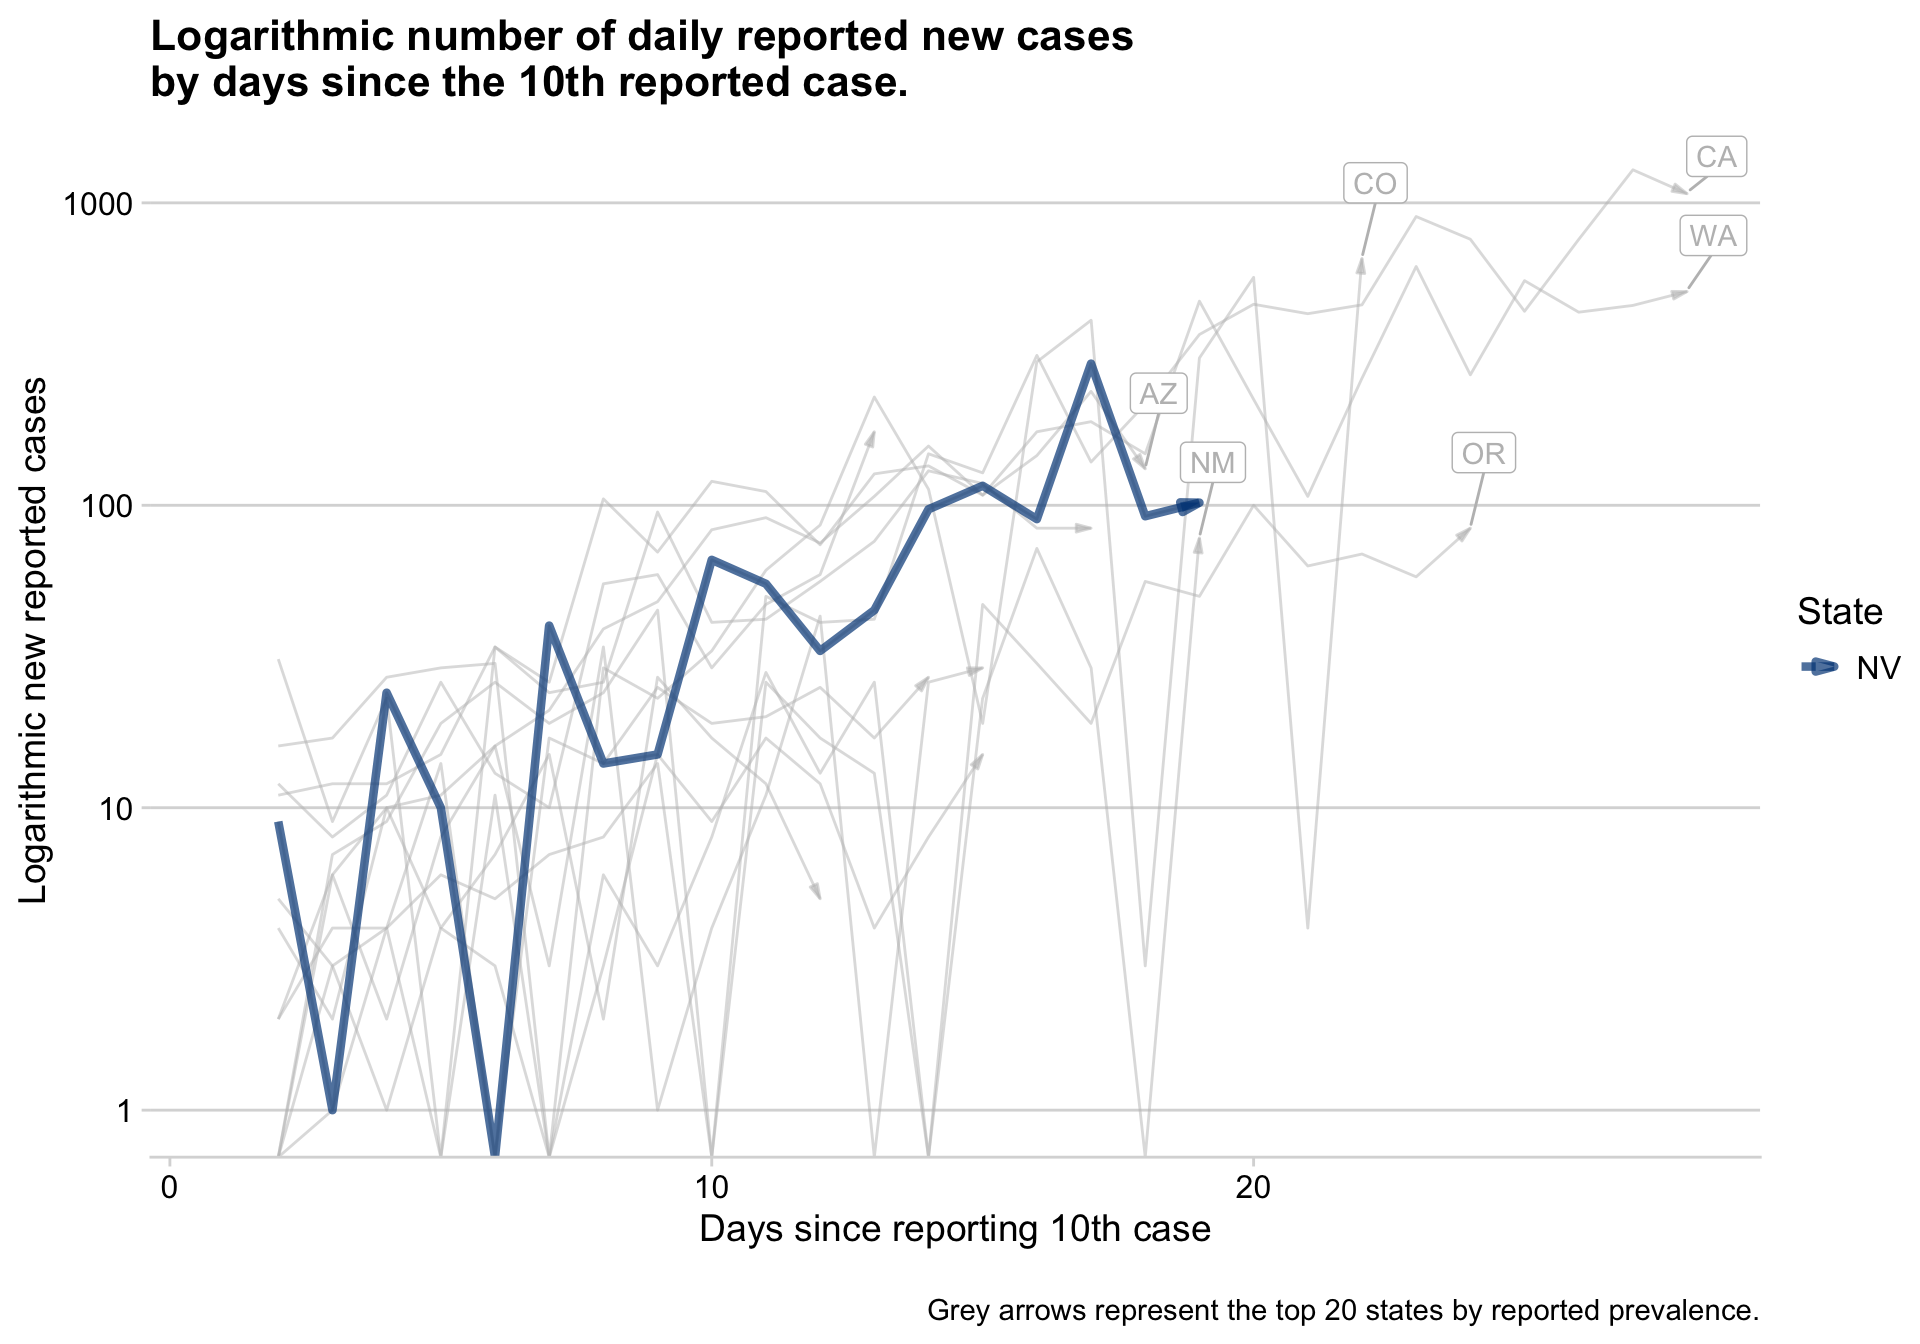 Logarithmic number of daily reported new cases
by days since the 10th reported case.
CA
CO
1000
WA
AZ
NM
OR
100
Logarithmic new reported cases
State
NV
10
1
0
10
20
Days since reporting 10th case
Grey arrows represent the top 20 states by reported prevalence.